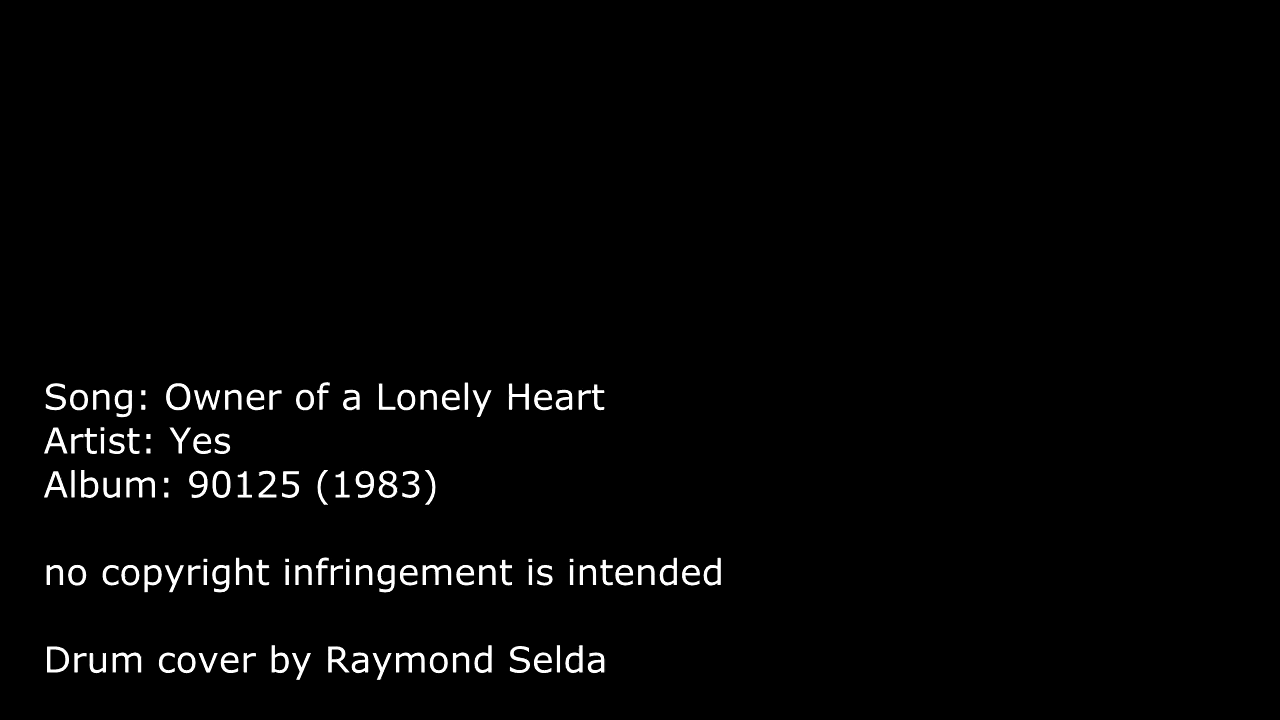 Song: Owner of a Lonely Heart
Artist: Yes
Album: 90125 (1983)
no copyright infringement is intended
Drum cover by Raymond Selda